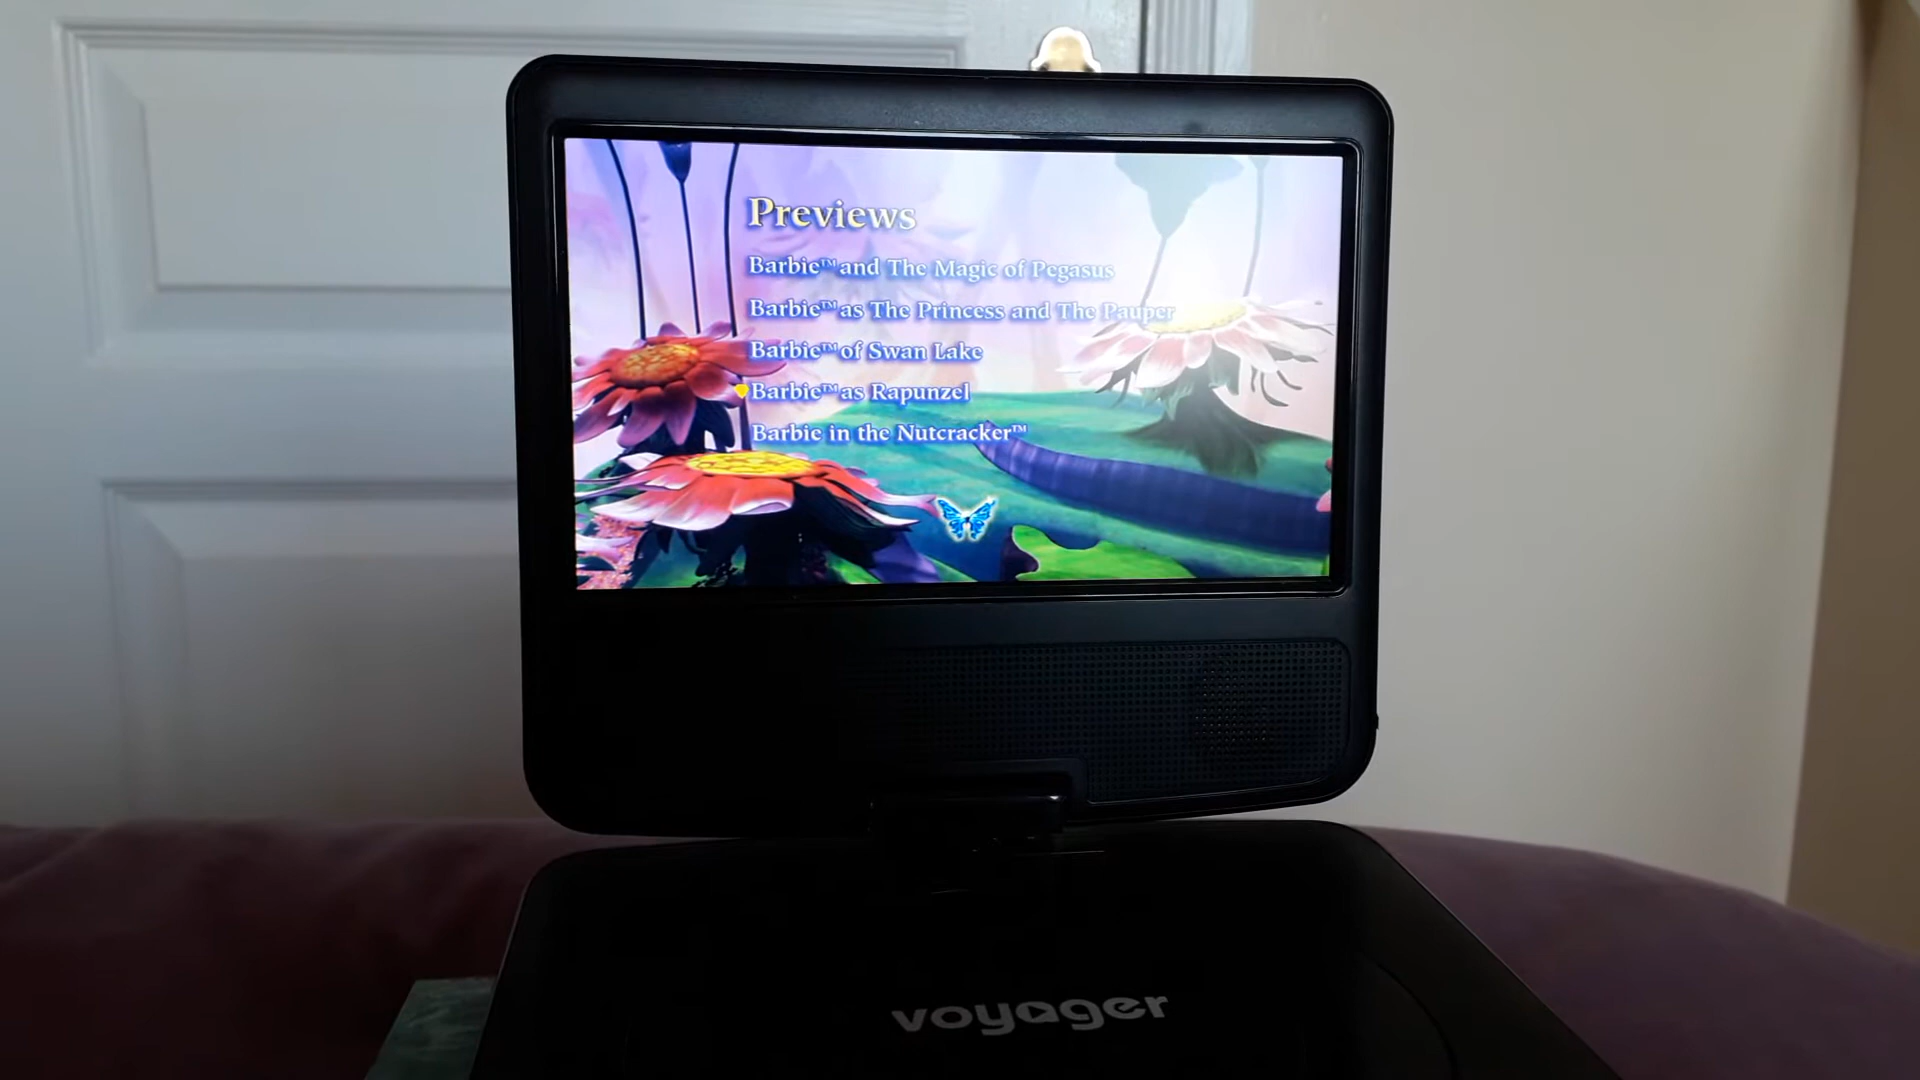 Previews
Barbie™ and The Magic of Pegasus
Barbie™ as The Princess and The Pauper
Barbie™ of Swan Lake
Barbie™ as Rapunzel
Barbie in the Nutcracker™
voyager